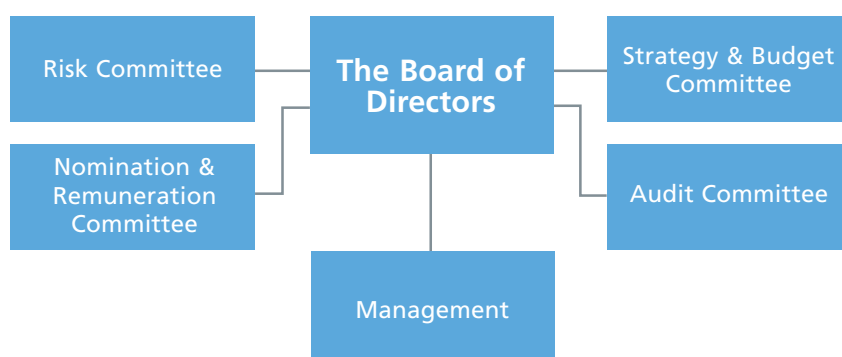 Risk Committee
The Board of
Directors
Strategy & Budget
Committee
Nomination &
Remuneration
Committee
Audit Committee
Management